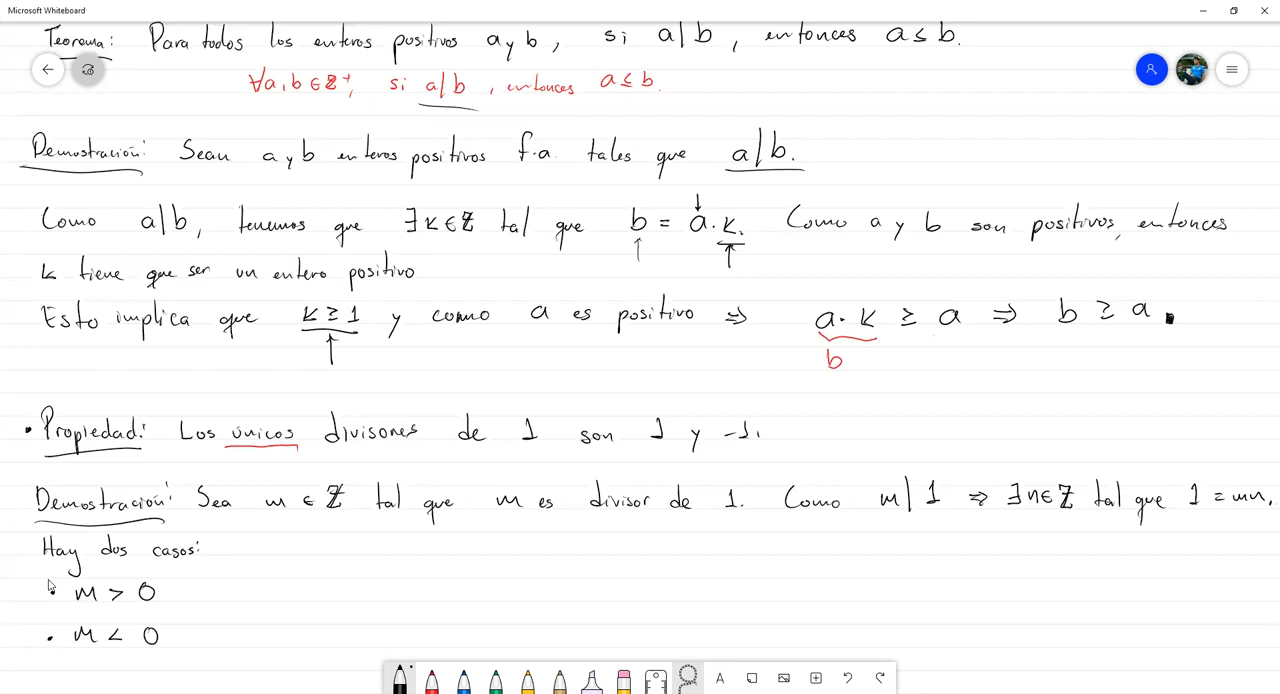 Microsoft Whiteboard
Teorema: Para todos los enteros positivos a y b, si a|b, entonces a ≤ b.
∀a,b ∈ ℤ⁺, si a|b, entonces a ≤ b.
Demostración: Sean a y b enteros positivos f.a. tales que a|b.
Como a|b, tenemos que ∃k∈ℤ tal que b = a·k. Como a y b son positivos, entonces
k tiene que ser un entero positivo
Esto implica que k ≥ 1 y como a es positivo ⇒ a·k ≥ a ⇒ b ≥ a.
b
• Propiedad: Los únicos divisores de 1 son 1 y -1.
Demostración: Sea m ∈ ℤ tal que m es divisor de 1. Como m|1 ⇒ ∃n∈ℤ tal que 1 = mn.
Hay dos casos:
• m > 0
• m < 0